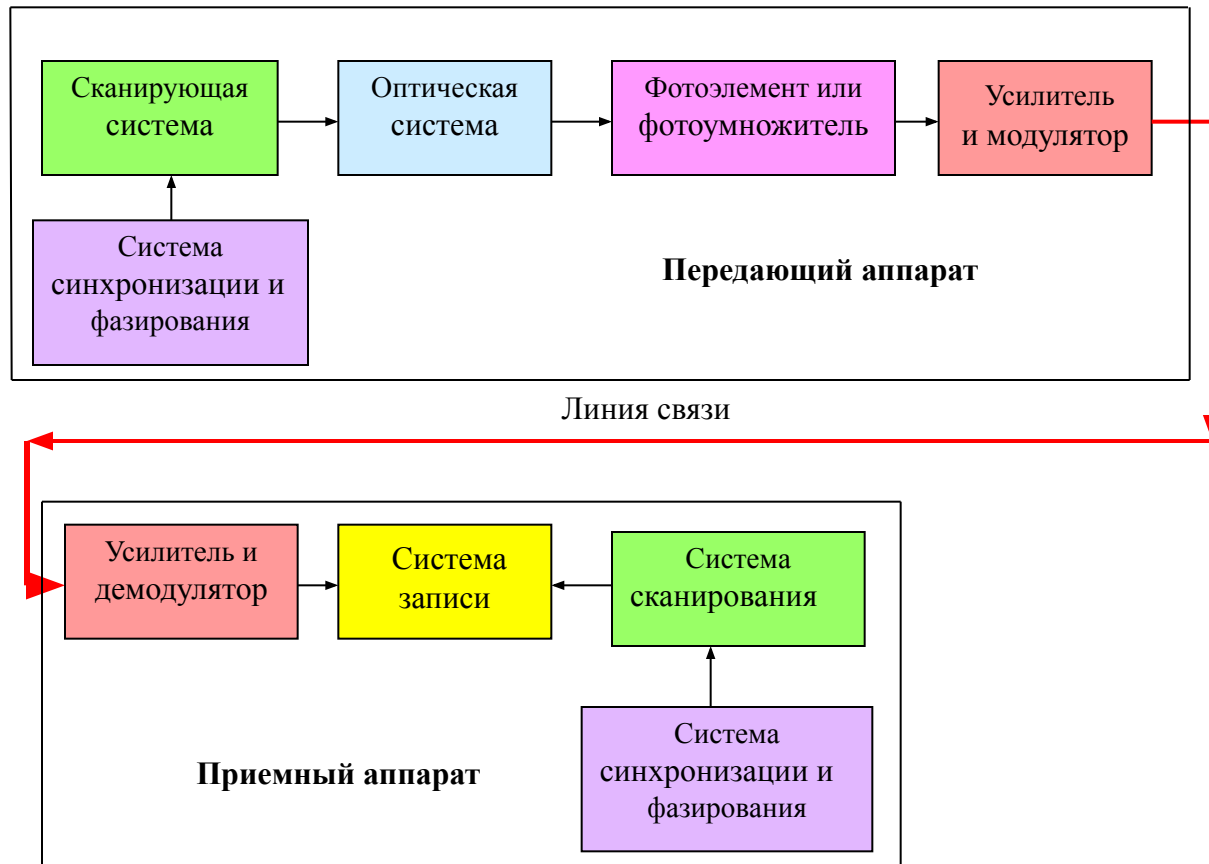 Сканирующая
система
Оптическая
система
Фотоэлемент или
фотоумножитель
Усилитель
и модулятор
Система
синхронизации и
фазирования
Передающий аппарат
Линия связи
Усилитель и
демодулятор
Система
записи
Система
сканирования
Система
синхронизации и
фазирования
Приемный аппарат